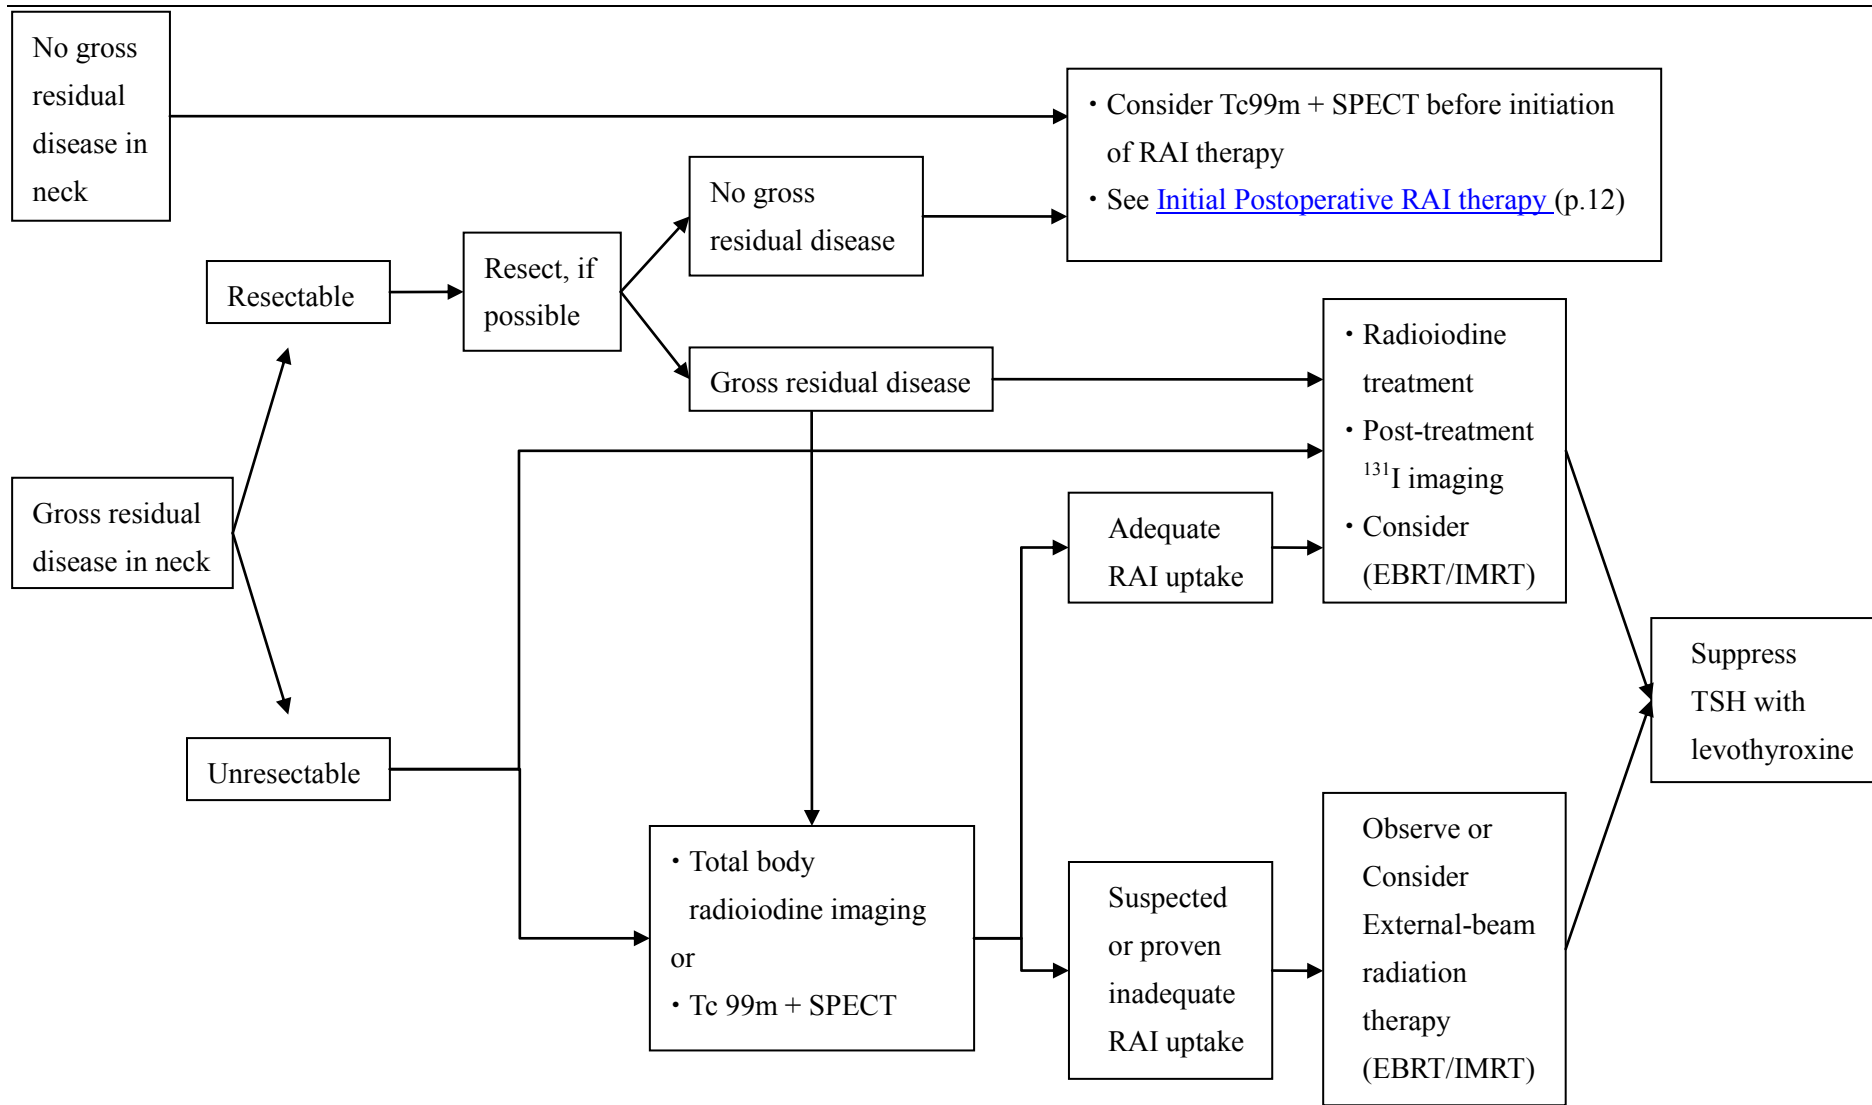 No gross
residual
disease in
neck
・Consider Tc99m + SPECT before initiation
of RAI therapy
・See Initial Postoperative RAI therapy (p.12)
No gross
residual disease
Resectable
Resect, if
possible
Gross residual disease
・Radioiodine
treatment
・Post-treatment
¹³¹I imaging
・Consider
(EBRT/IMRT)
Gross residual
disease in neck
Adequate
RAI uptake
Suppress
TSH with
levothyroxine
Unresectable
・Total body
radioiodine imaging
or
・Tc 99m + SPECT
Suspected
or proven
inadequate
RAI uptake
Observe or
Consider
External-beam
radiation
therapy
(EBRT/IMRT)